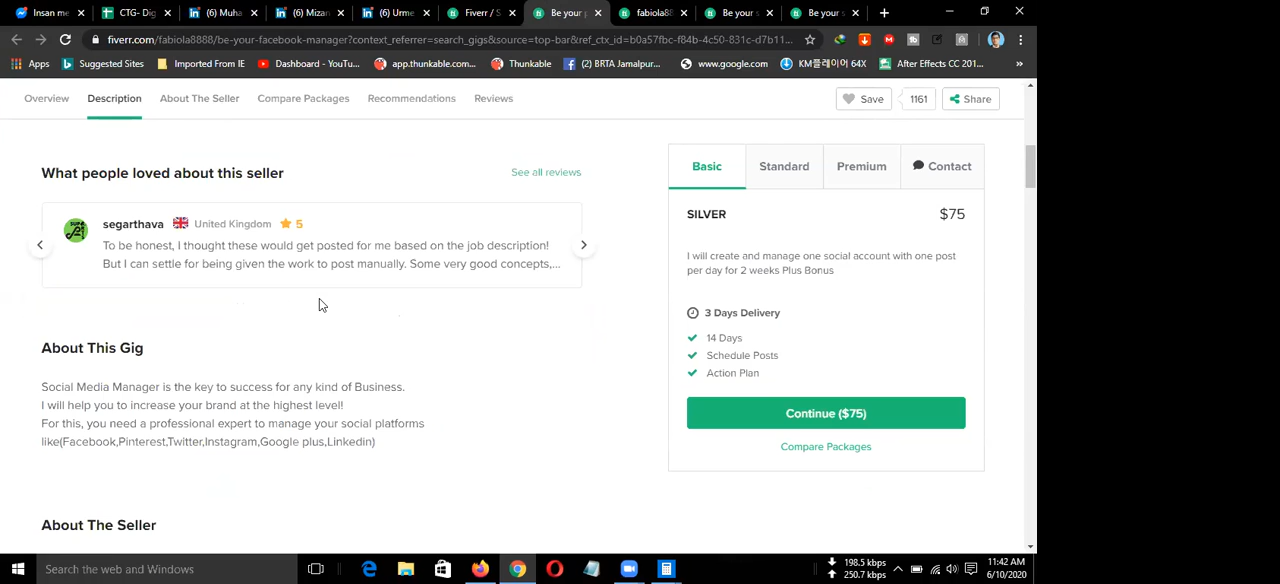 Insan me
CTG- Dig
(6) Muha
(6) Mizan
(6) Urme
Fiverr / S
Be your p
fabiola88
Be your s
Be your s
fiverr.com/fabiola8888/be-your-facebook-manager?context_referrer=search_gigs&source=top-bar&ref_ctx_id=b0a57fbc-f84b-4c50-831c-d7b11...
Apps
Suggested Sites
Imported From IE
Dashboard - YouTu...
app.thunkable.com...
Thunkable
(2) BRTA Jamalpur...
www.google.com
KM플레이어 64X
After Effects CC 201...
»
Overview
Description
About The Seller
Compare Packages
Recommendations
Reviews
Save
1161
Share
What people loved about this seller
See all reviews
segarthava
United Kingdom
5
To be honest, I thought these would get posted for me based on the job description!
But I can settle for being given the work to post manually. Some very good concepts,...
Basic
Standard
Premium
Contact
SILVER
$75
I will create and manage one social account with one post
per day for 2 weeks Plus Bonus
3 Days Delivery
14 Days
Schedule Posts
Action Plan
Continue ($75)
Compare Packages
About This Gig
Social Media Manager is the key to success for any kind of Business.
I will help you to increase your brand at the highest level!
For this, you need a professional expert to manage your social platforms
like(Facebook,Pinterest,Twitter,Instagram,Google plus,Linkedin)
About The Seller
Search the web and Windows
198.5 kbps
250.7 kbps
11:42 AM
6/10/2020